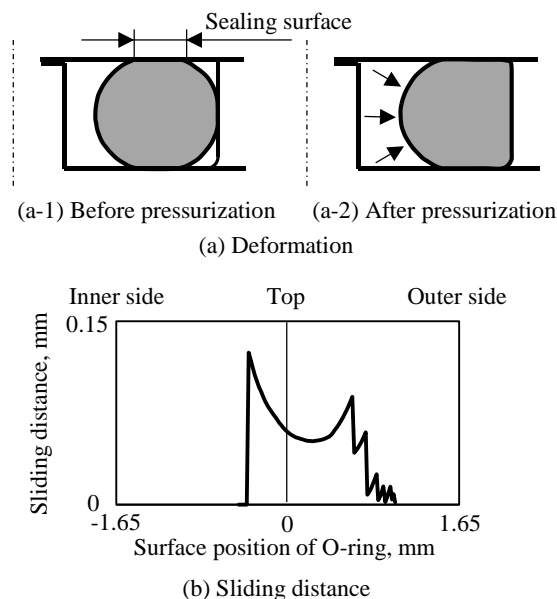 Sealing surface
(a-1) Before pressurization (a-2) After pressurization
(a) Deformation
Inner side Top Outer side
0.15
Sliding distance, mm
0
-1.65 0 1.65
Surface position of O-ring, mm
(b) Sliding distance